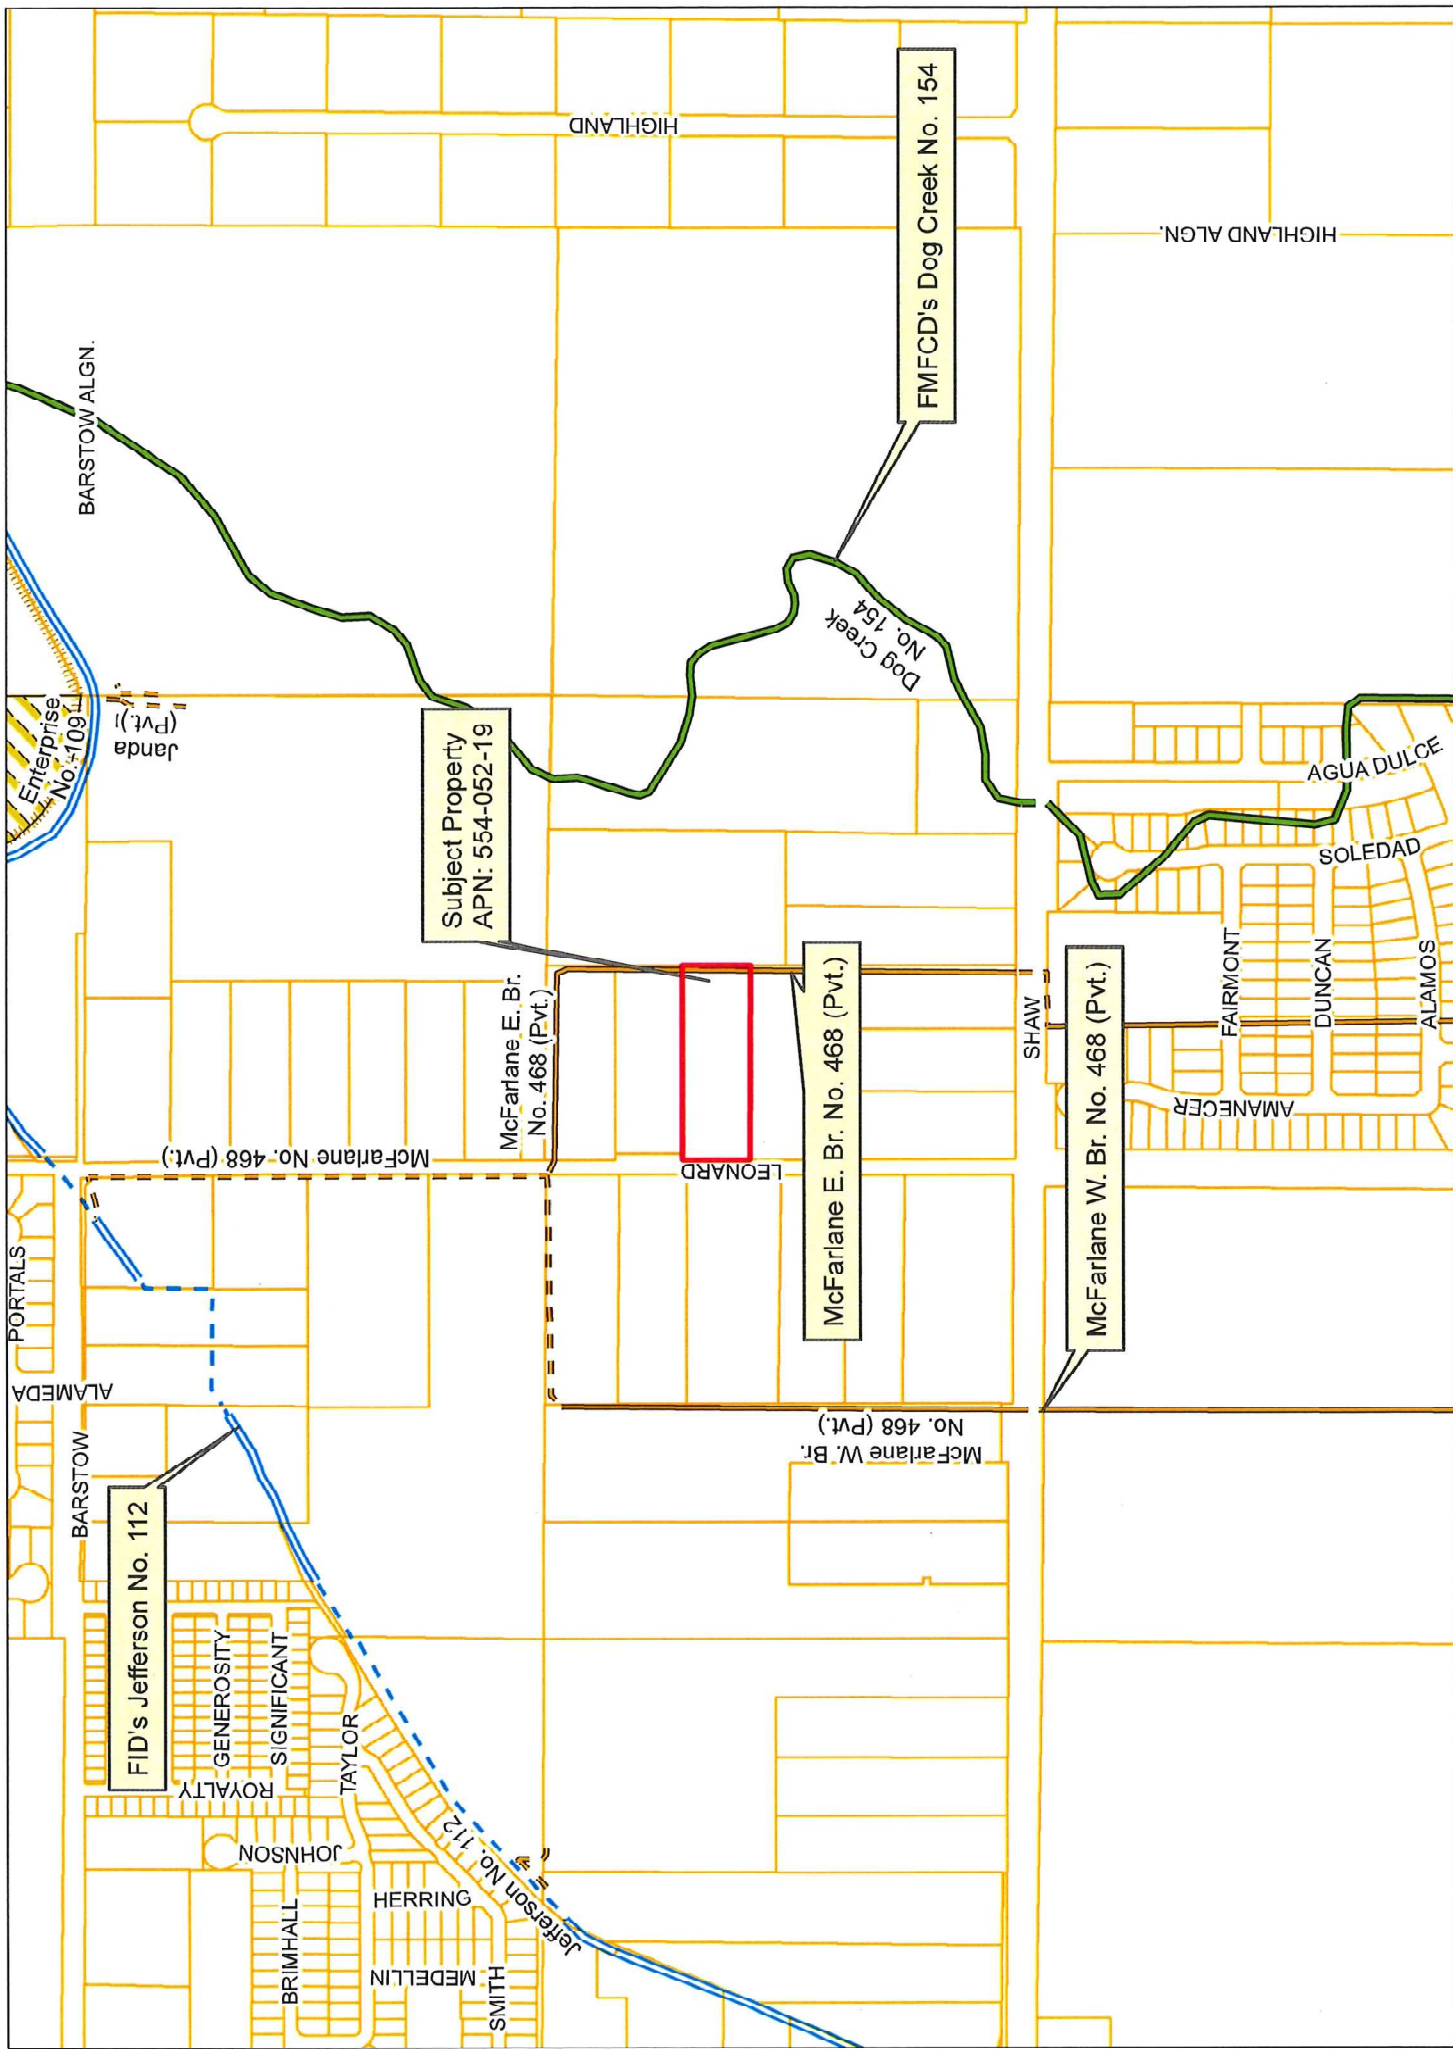 PORTALS
ALAMEDA
BARSTOW
BARSTOW ALGN.
Enterprise
No. 109
Janda
(Pvt.)
HIGHLAND
HIGHLAND ALGN.
FID's Jefferson No. 112
GENEROSITY
SIGNIFICANT
ROYALTY
TAYLOR
JOHNSON
BRIMHALL
HERRING
MEDELLIN
SMITH
Jefferson No. 112
McFarlane No. 468 (Pvt.)
McFarlane E. Br.
No. 468 (Pvt.)
Subject Property
APN: 554-052-19
LEONARD
McFarlane E. Br. No. 468 (Pvt.)
McFarlane W. Br.
No. 468 (Pvt.)
McFarlane W. Br. No. 468 (Pvt.)
Dog Creek
No. 154
FMFCD's Dog Creek No. 154
SHAW
FAIRMONT
DUNCAN
ALAMOS
AMANECER
SOLEDAD
AGUA DULCE